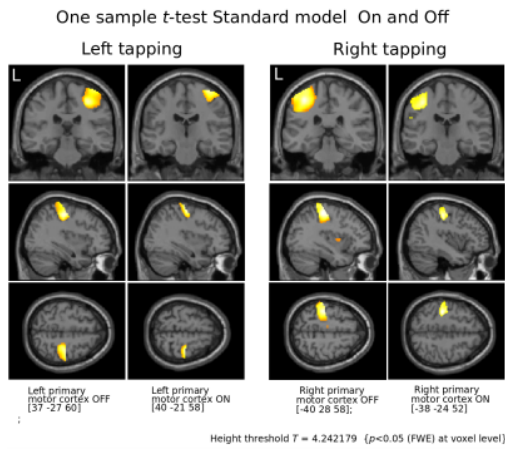 One sample t-test Standard model On and Off
Left tapping
Right tapping
L
L
Left primary
motor cortex OFF
[37 -27 60]
Left primary
motor cortex ON
[40 -21 58]
Right primary
motor cortex OFF
[-40 28 58];
Right primary
motor cortex ON
[-38 -24 52]
;
Height threshold T = 4.242179 {p<0.05 (FWE) at voxel level}